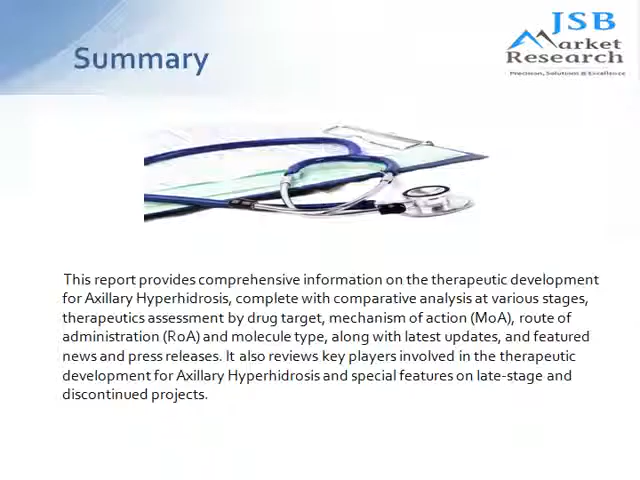 Summary
JSB
Market
Research
Precision, Solutions @ Excellence
This report provides comprehensive information on the therapeutic development
for Axillary Hyperhidrosis, complete with comparative analysis at various stages,
therapeutics assessment by drug target, mechanism of action (MoA), route of
administration (RoA) and molecule type, along with latest updates, and featured
news and press releases. It also reviews key players involved in the therapeutic
development for Axillary Hyperhidrosis and special features on late-stage and
discontinued projects.